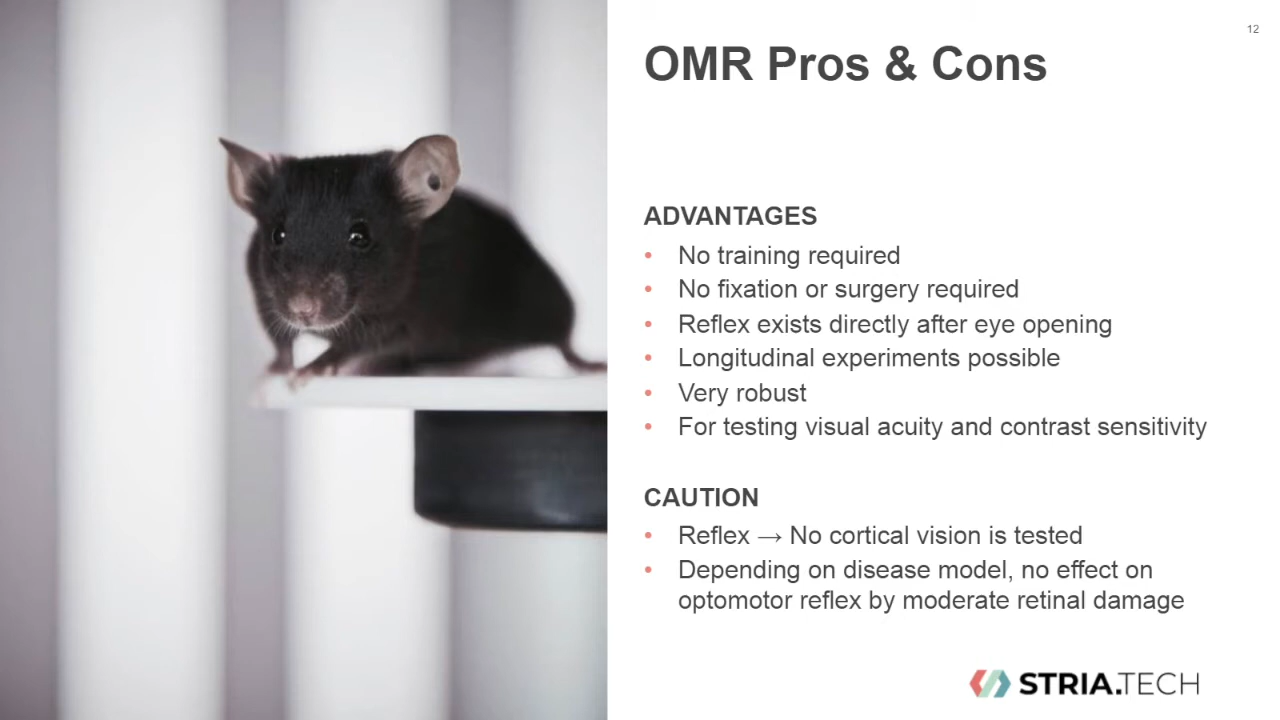 12
OMR Pros & Cons
ADVANTAGES
• No training required
• No fixation or surgery required
• Reflex exists directly after eye opening
• Longitudinal experiments possible
• Very robust
• For testing visual acuity and contrast sensitivity
CAUTION
• Reflex → No cortical vision is tested
• Depending on disease model, no effect on
optomotor reflex by moderate retinal damage
STRIA.TECH